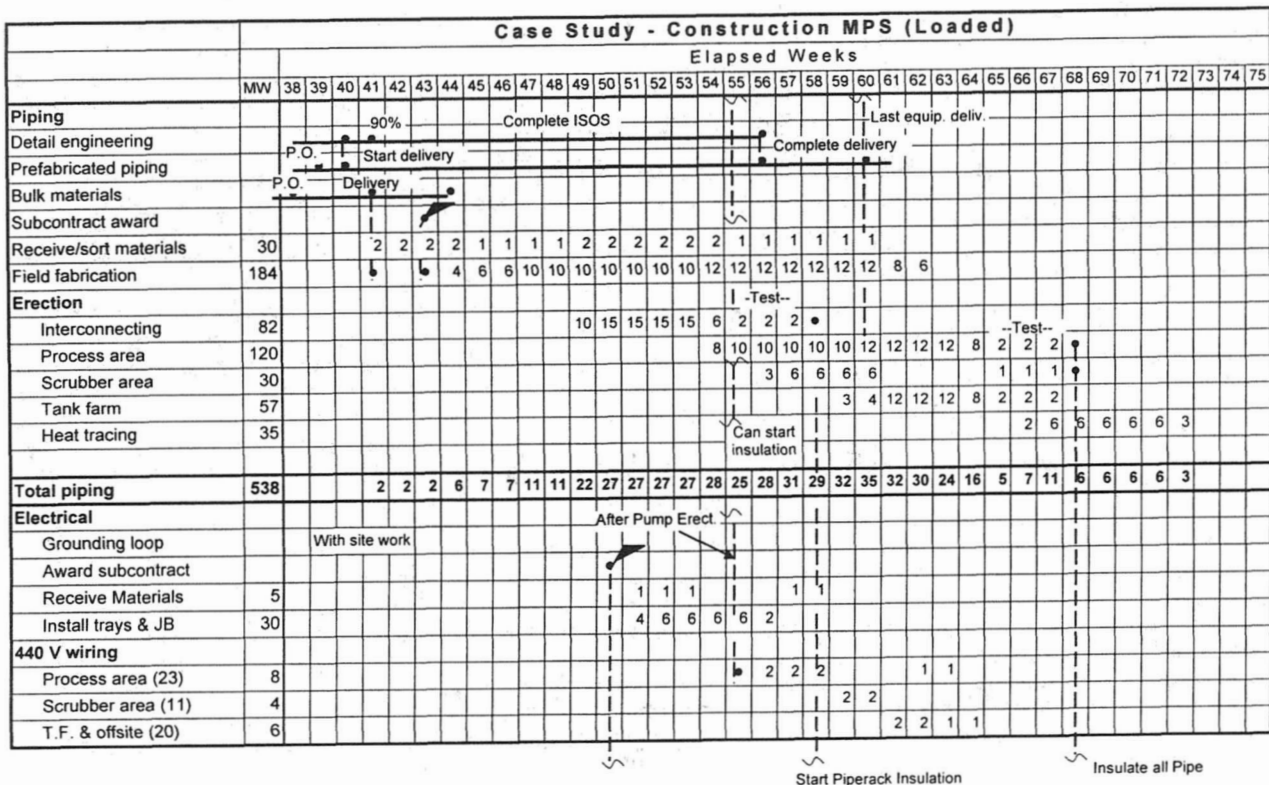 Case Study - Construction MPS (Loaded)
Elapsed Weeks
MW 38 39 40 41 42 43 44 45 46 47 48 49 50 51 52 53 54 55 56 57 58 59 60 61 62 63 64 65 66 67 68 69 70 71 72 73 74 75
Piping 90% Complete ISOS Last equip. deliv.
Detail engineering Complete delivery
P.O. Start delivery
Prefabricated piping
P.O. Delivery
Bulk materials
Subcontract award
Receive/sort materials 30 2 2 2 2 1 1 1 1 2 2 2 2 2 2 1 1 1 1 1 1
Field fabrication 184 4 6 6 10 10 10 10 10 10 10 12 12 12 12 12 12 12 8 6
Erection -Test--
Interconnecting 82 10 15 15 15 15 6 2 2 2 --Test--
Process area 120 8 10 10 10 10 10 12 12 12 12 8 2 2 2
Scrubber area 30 3 6 6 6 6 1 1 1
Tank farm 57 3 4 12 12 12 8 2 2 2
Heat tracing 35 Can start insulation 2 6 6 6 6 6 3
Total piping 538 2 2 2 6 7 7 11 11 22 27 27 27 27 28 25 28 31 29 32 35 32 30 24 16 5 7 11 6 6 6 6 3
Electrical After Pump Erect.
Grounding loop With site work
Award subcontract
Receive Materials 5 1 1 1 1 1
Install trays & JB 30 4 6 6 6 6 2
440 V wiring
Process area (23) 8 2 2 2 1 1
Scrubber area (11) 4 2 2
T.F. & offsite (20) 6 2 2 1 1
Start Piperack Insulation Insulate all Pipe